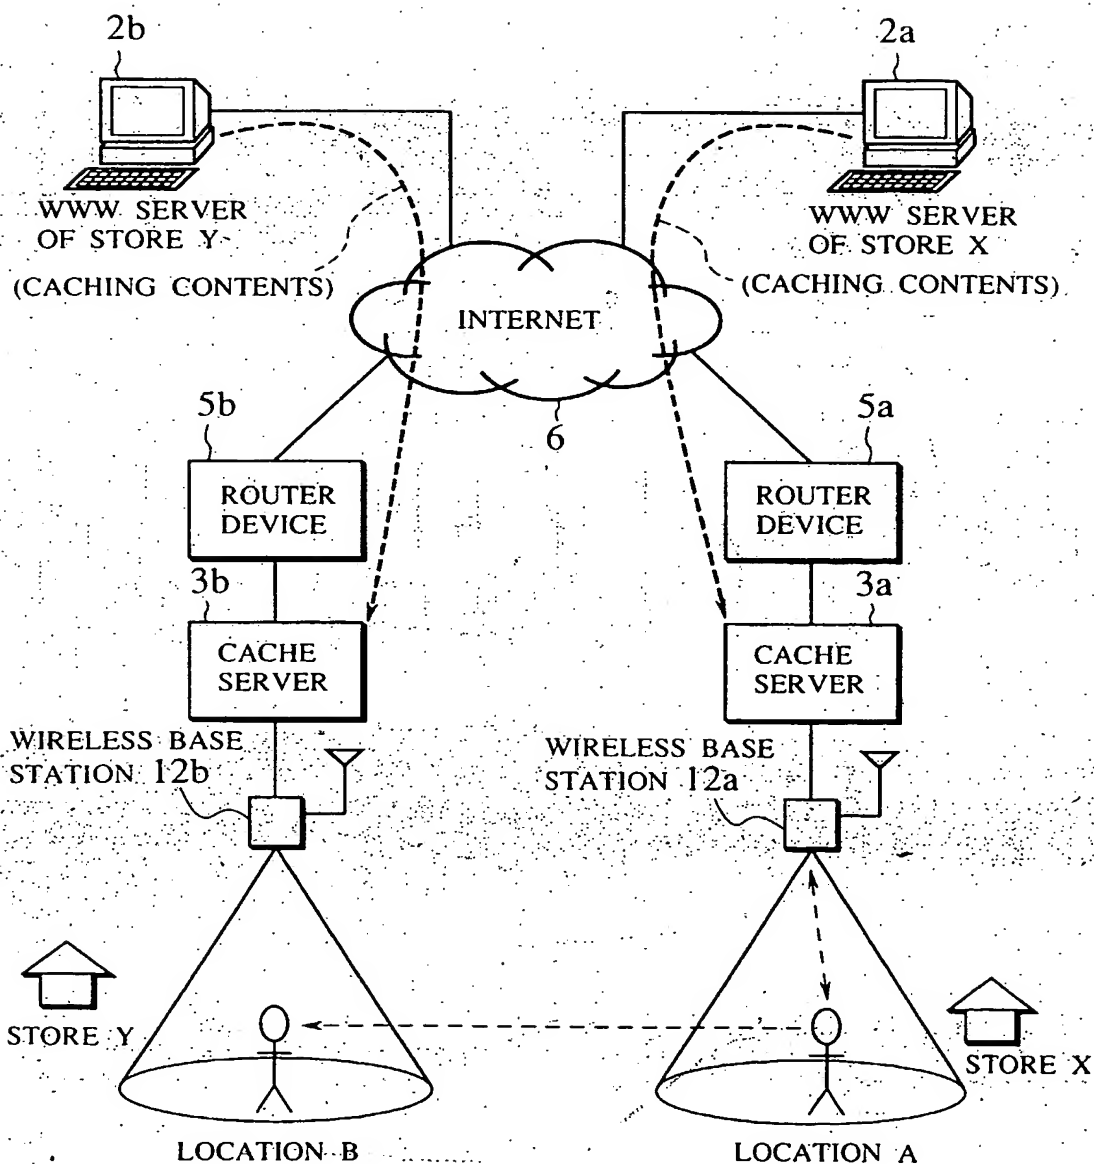 2b
2a
WWW SERVER
OF STORE Y
(CACHING CONTENTS)
WWW SERVER
OF STORE X
(CACHING CONTENTS)
INTERNET
6
5b
5a
ROUTER
DEVICE
ROUTER
DEVICE
3b
3a
CACHE
SERVER
CACHE
SERVER
WIRELESS BASE
STATION 12b
WIRELESS BASE
STATION 12a
STORE Y
STORE X
LOCATION B
LOCATION A